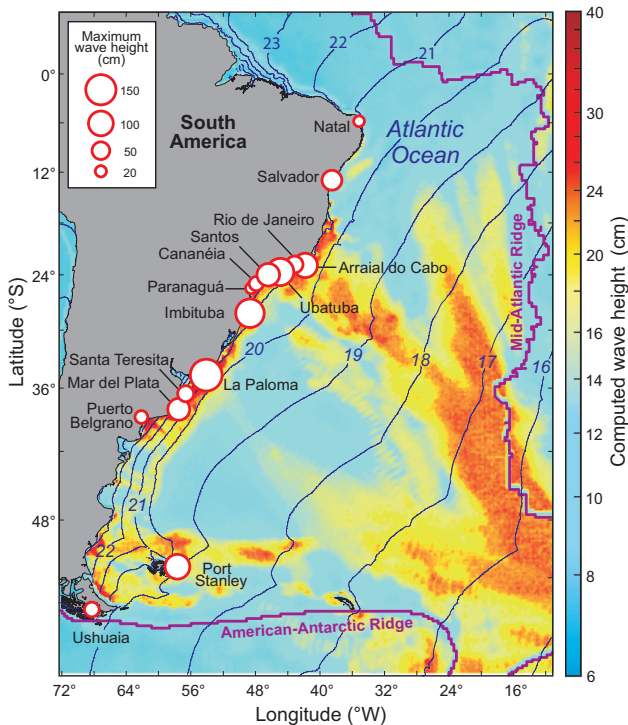 Maximum
wave height
(cm)
150
100
50
20
South
America
Atlantic
Ocean
23
22
21
Natal
Salvador
Rio de Janeiro
Santos
Cananéia
Paranaguá
Imbituba
Arraial do Cabo
Ubatuba
Mid-Atlantic Ridge
20
19
18
17
16
Santa Teresita
Mar del Plata
Puerto
Belgrano
La Paloma
21
22
Port
Stanley
Ushuaia
American-Antarctic Ridge
0°
12°
24°
36°
48°
Latitude (°S)
72°
64°
56°
48°
40°
32°
24°
16°
Longitude (°W)
40
30
24
20
16
12
10
8
6
Computed wave height (cm)